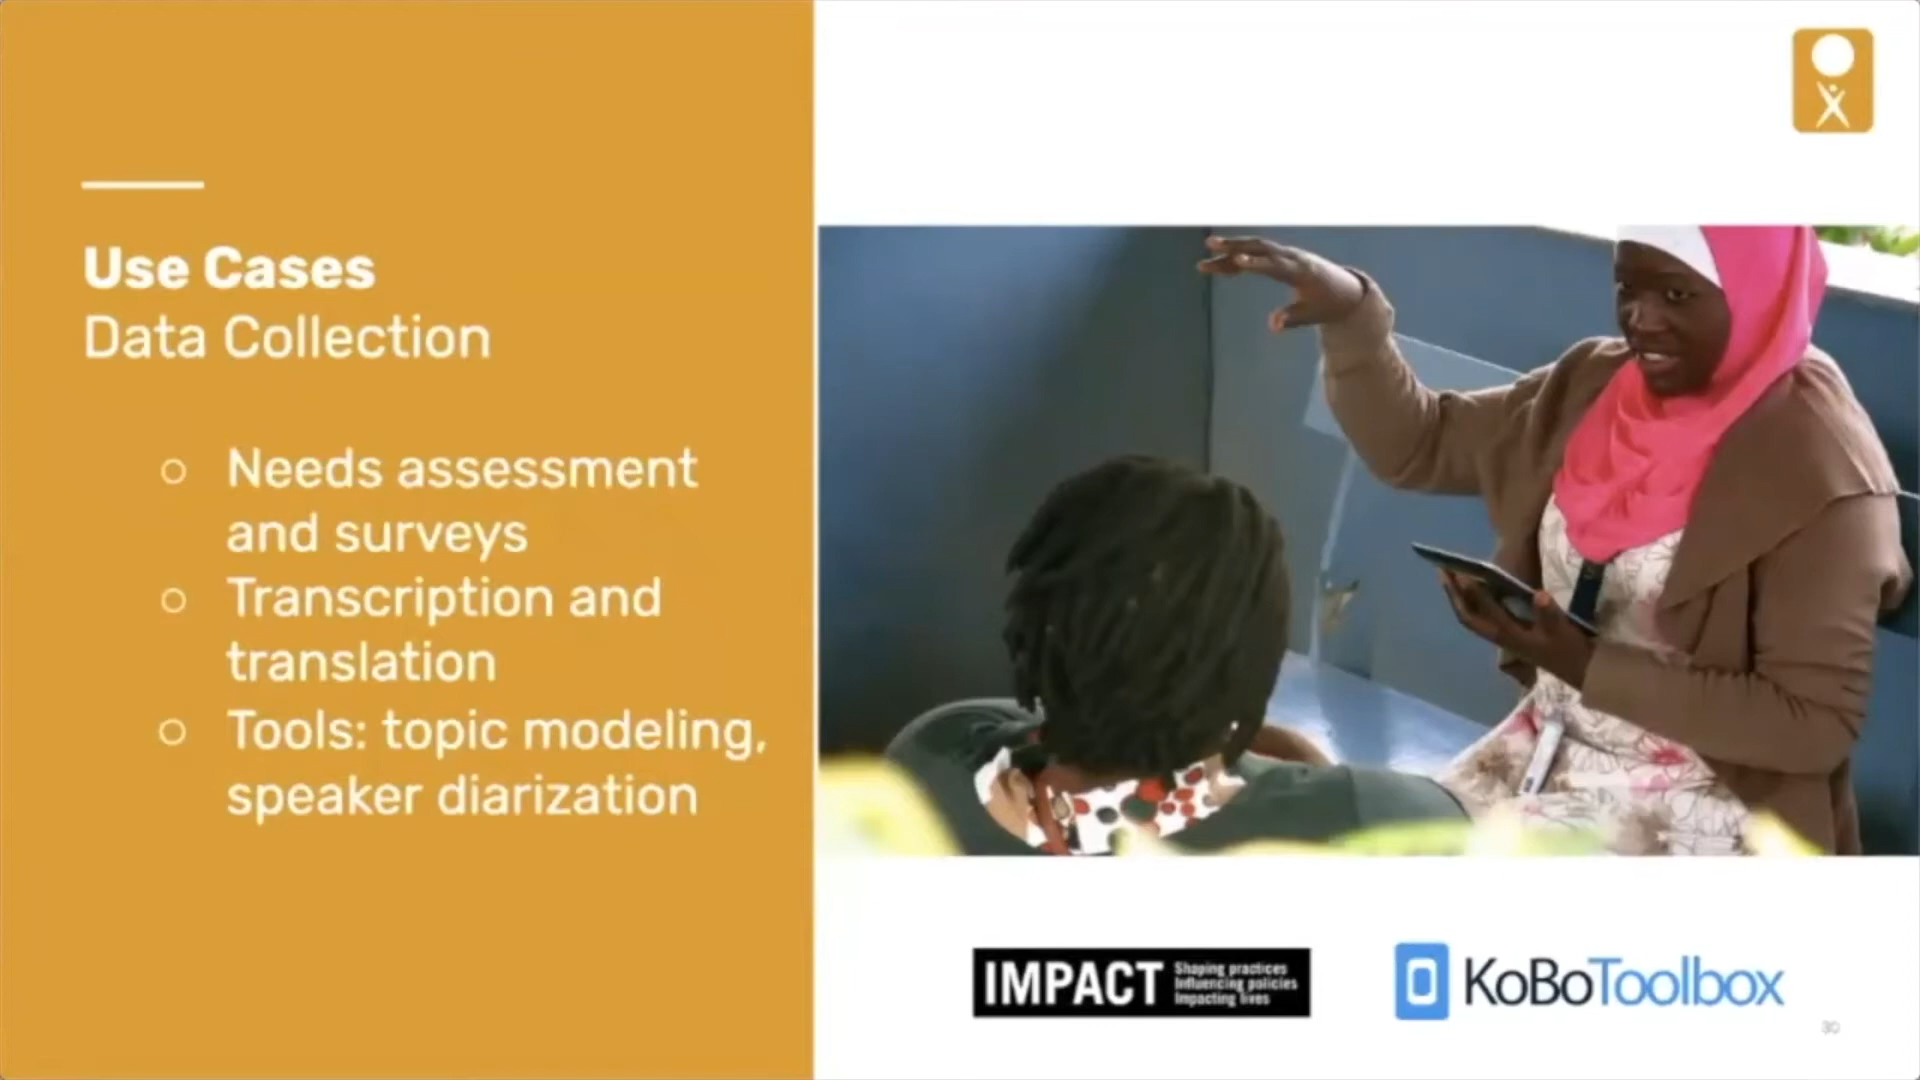 Use Cases
Data Collection
Needs assessment
and surveys
Transcription and
translation
Tools: topic modeling,
speaker diarization
IMPACT
Shaping practices
Influencing policies
Impacting lives
KoBoToolbox
30